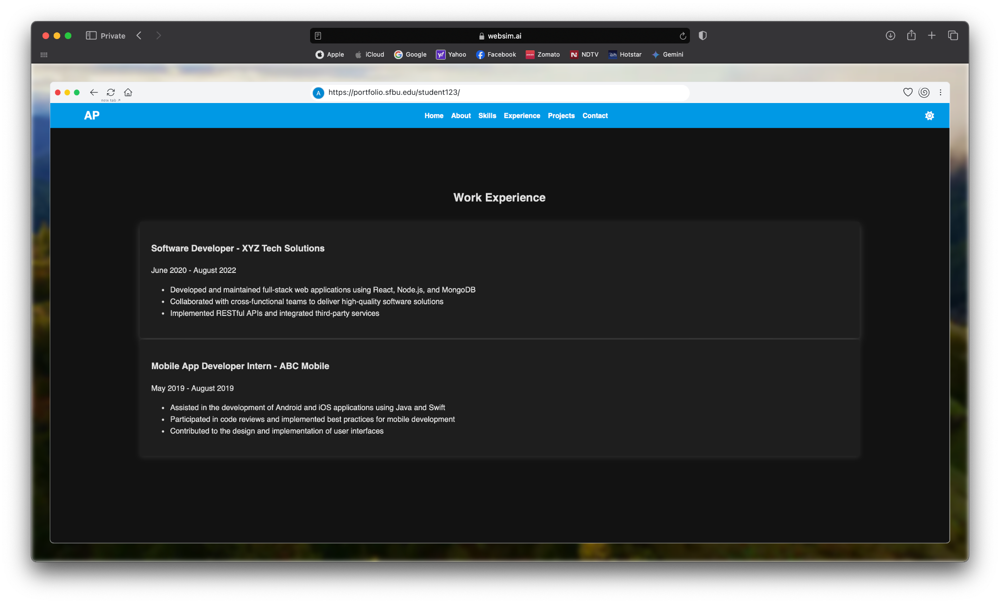 Private
websim.ai
Apple
iCloud
Google
Yahoo
Facebook
Zomato
NDTV
Hotstar
Gemini
new tab ↗
A
https://portfolio.sfbu.edu/student123/
AP
Home About Skills Experience Projects Contact
Work Experience
Software Developer - XYZ Tech Solutions
June 2020 - August 2022
• Developed and maintained full-stack web applications using React, Node.js, and MongoDB
• Collaborated with cross-functional teams to deliver high-quality software solutions
• Implemented RESTful APIs and integrated third-party services
Mobile App Developer Intern - ABC Mobile
May 2019 - August 2019
• Assisted in the development of Android and iOS applications using Java and Swift
• Participated in code reviews and implemented best practices for mobile development
• Contributed to the design and implementation of user interfaces